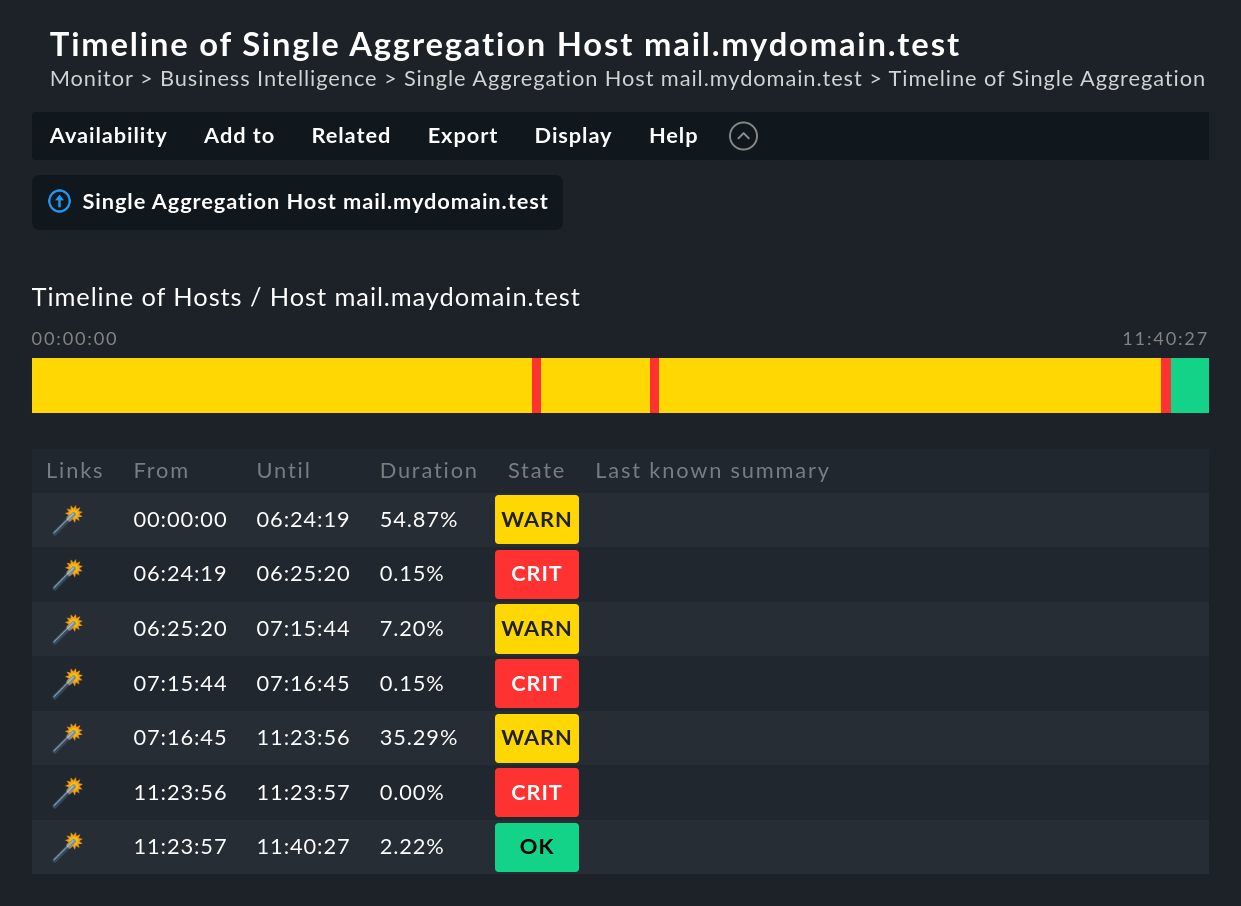 Timeline of Single Aggregation Host mail.mydomain.test
Monitor > Business Intelligence > Single Aggregation Host mail.mydomain.test > Timeline of Single Aggregation
Availability Add to Related Export Display Help
Single Aggregation Host mail.mydomain.test
Timeline of Hosts / Host mail.maydomain.test
00:00:00 11:40:27
Links From Until Duration State Last known summary
00:00:00 06:24:19 54.87% WARN
06:24:19 06:25:20 0.15% CRIT
06:25:20 07:15:44 7.20% WARN
07:15:44 07:16:45 0.15% CRIT
07:16:45 11:23:56 35.29% WARN
11:23:56 11:23:57 0.00% CRIT
11:23:57 11:40:27 2.22% OK